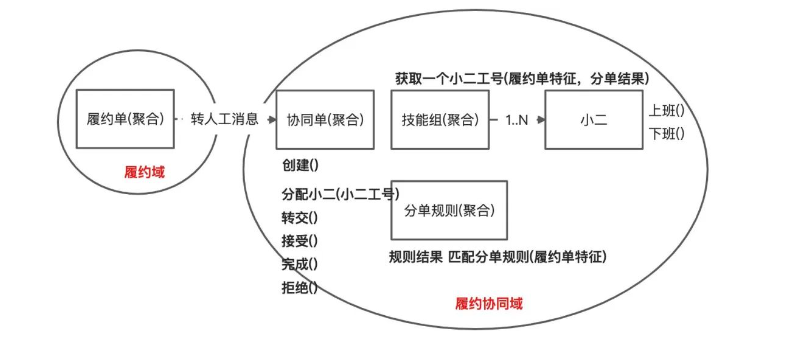 获取一个小二工号(履约单特征，分单结果)
履约单(聚合)
转人工消息
协同单(聚合)
技能组(聚合)
1..N
小二
上班()
下班()
履约域
创建()
分配小二(小二工号)
转交()
接受()
完成()
拒绝()
分单规则(聚合)
规则结果 匹配分单规则(履约单特征)
履约协同域